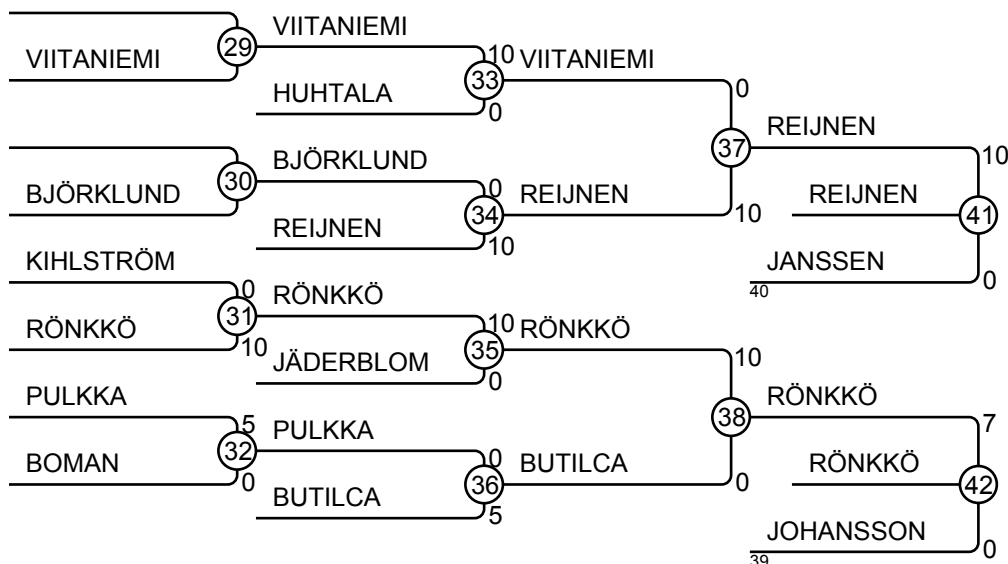 VIITANIEMI
29
VIITANIEMI
10
HUHTALA
0
33
VIITANIEMI
0
BJÖRKLUND
30
BJÖRKLUND
0
REIJNEN
10
34
REIJNEN
10
37
REIJNEN
10
REIJNEN
41
JANSSEN
40
0
KIHLSTRÖM
0
RÖNKKÖ
10
31
RÖNKKÖ
10
JÄDERBLOM
0
35
RÖNKKÖ
10
PULKKA
5
BOMAN
0
32
PULKKA
0
BUTILCA
5
36
BUTILCA
0
38
RÖNKKÖ
7
RÖNKKÖ
42
JOHANSSON
39
0